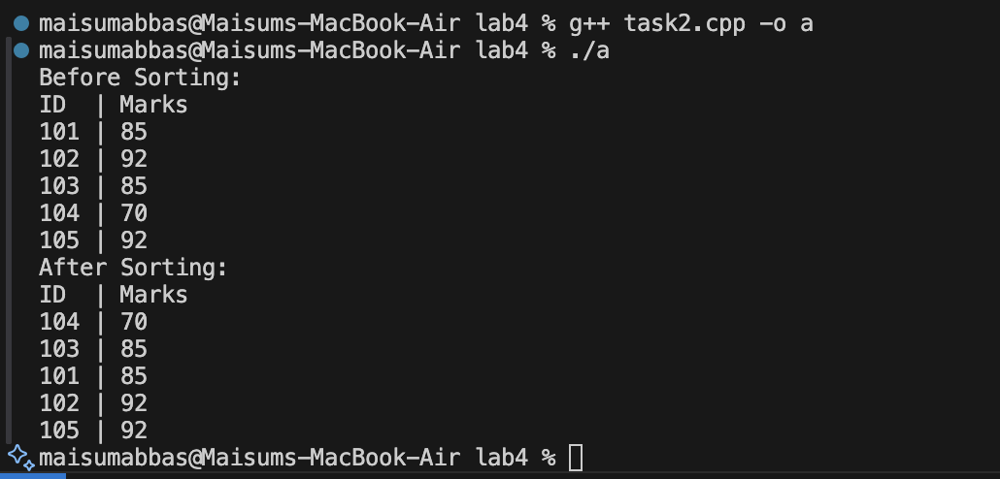 maisumabbas@Maisums-MacBook-Air lab4 % g++ task2.cpp -o a
maisumabbas@Maisums-MacBook-Air lab4 % ./a
Before Sorting:
ID  | Marks
101 | 85
102 | 92
103 | 85
104 | 70
105 | 92
After Sorting:
ID  | Marks
104 | 70
103 | 85
101 | 85
102 | 92
105 | 92
maisumabbas@Maisums-MacBook-Air lab4 %